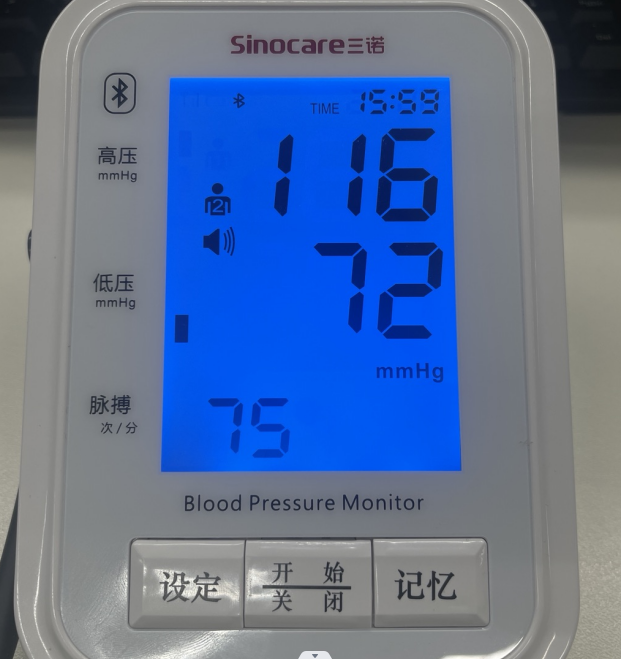 Sinocare三诺
TIME 15:59
高压
mmHg
116
2
低压
mmHg
72
mmHg
脉搏
次/分
75
Blood Pressure Monitor
设定
开 始
关 闭
记忆